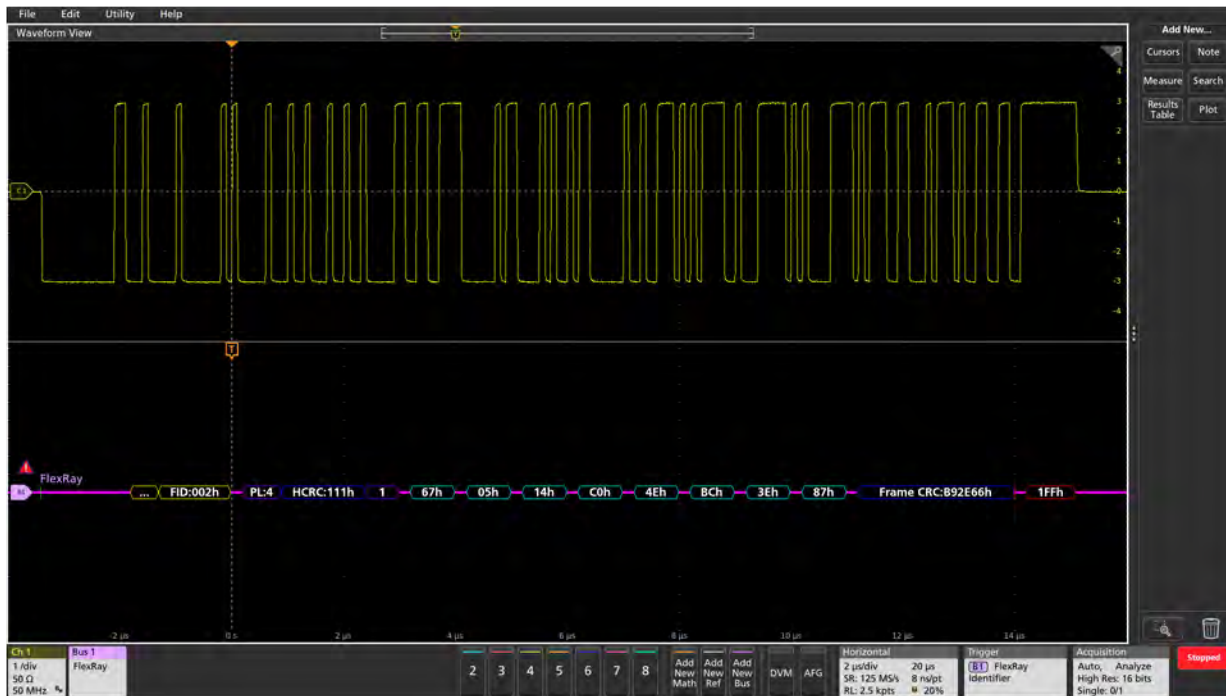 File Edit Utility Help
Waveform View
Add New...
Cursors Note
Measure Search
Results Table Plot
4
3
2
1
0
-1
-2
-3
-4
C1
T
FlexRay
B1 ... FID:002h PL:4 HCRC:111h 1 67h 05h 14h C0h 4Eh BCh 3Eh 87h Frame CRC:B92E66h 1FFh
-2 µs 0 s 2 µs 4 µs 6 µs 8 µs 10 µs 12 µs 14 µs
Ch 1
1 /div
50 Ω
50 MHz
Bus 1
FlexRay
2 3 4 5 6 7 8
Add New Math
Add New Ref
Add New Bus
DVM AFG
Horizontal
2 µs/div 20 µs
SR: 125 MS/s 8 ns/pt
RL: 2.5 kpts 20%
Trigger
B1 FlexRay
Identifier
Acquisition
Auto, Analyze
High Res: 16 bits
Single: 0/1
Stopped